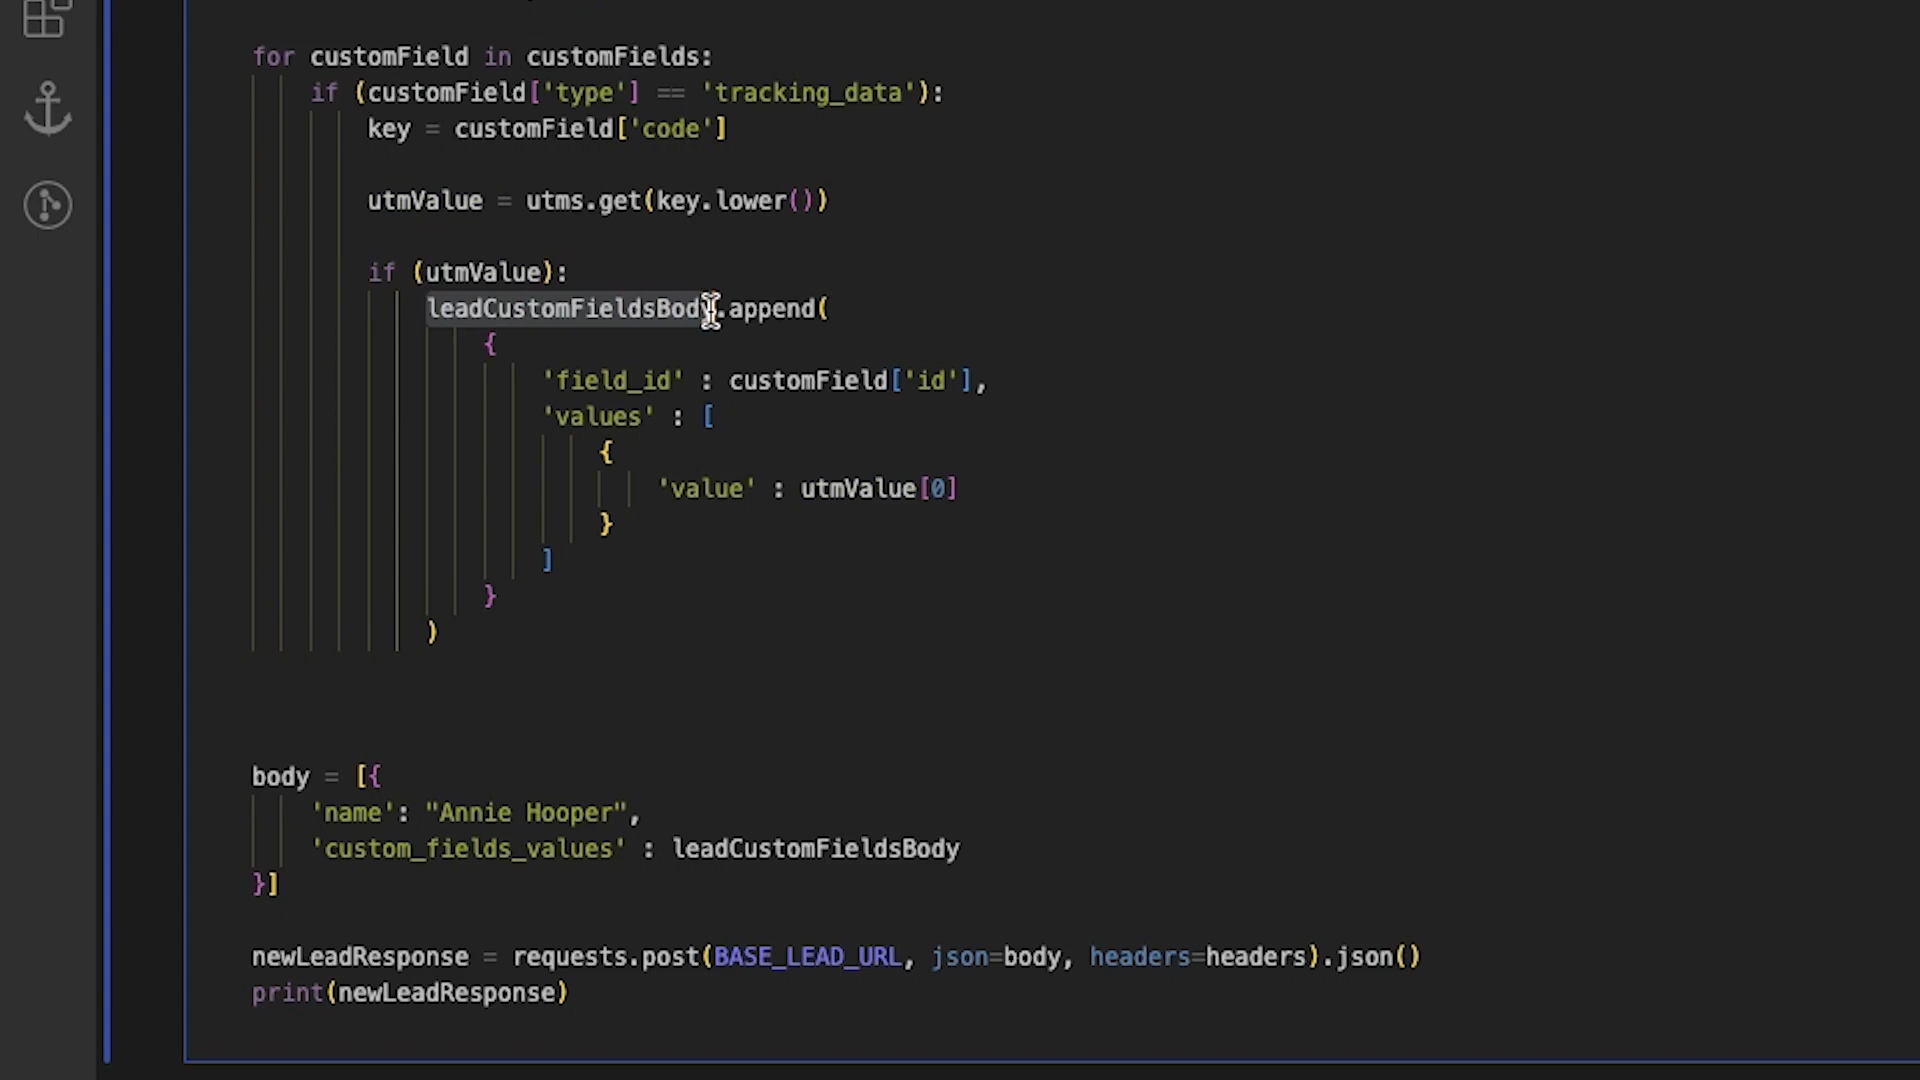 for customField in customFields:
if (customField['type'] == 'tracking_data'):
key = customField['code']
utmValue = utms.get(key.lower())
if (utmValue):
leadCustomFieldsBody.append(
{
'field_id' : customField['id'],
'values' : [
{
'value' : utmValue[0]
}
]
}
)
body = [{
'name': "Annie Hooper",
'custom_fields_values' : leadCustomFieldsBody
}]
newLeadResponse = requests.post(BASE_LEAD_URL, json=body, headers=headers).json()
print(newLeadResponse)